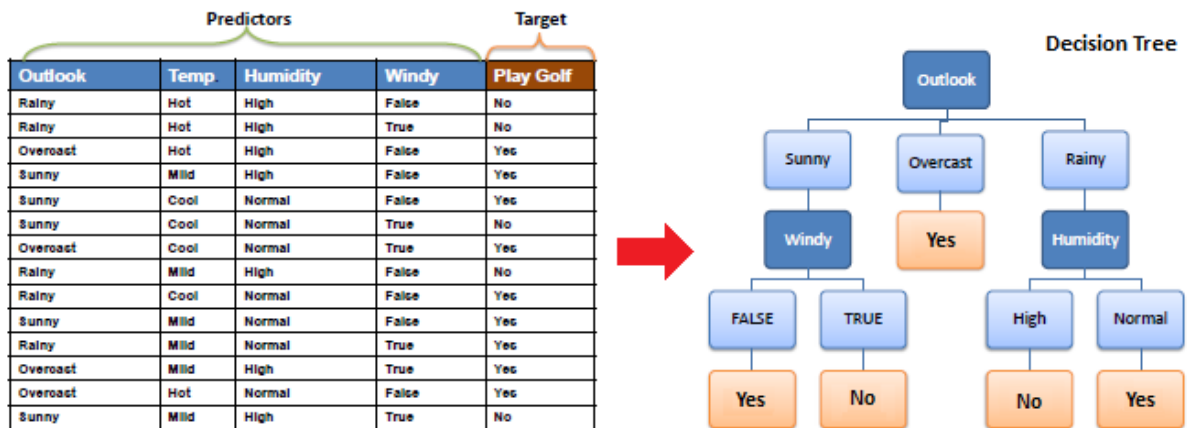 Predictors Target
Outlook Temp. Humidity Windy Play Golf
Rainy Hot High False No
Rainy Hot High True No
Overcast Hot High False Yes
Sunny Mild High False Yes
Sunny Cool Normal False Yes
Sunny Cool Normal True No
Overcast Cool Normal True Yes
Rainy Mild High False No
Rainy Cool Normal False Yes
Sunny Mild Normal False Yes
Rainy Mild Normal True Yes
Overcast Mild High True Yes
Overcast Hot Normal False Yes
Sunny Mild High True No
Decision Tree
Outlook
Sunny Overcast Rainy
Windy Yes Humidity
FALSE TRUE High Normal
Yes No No Yes